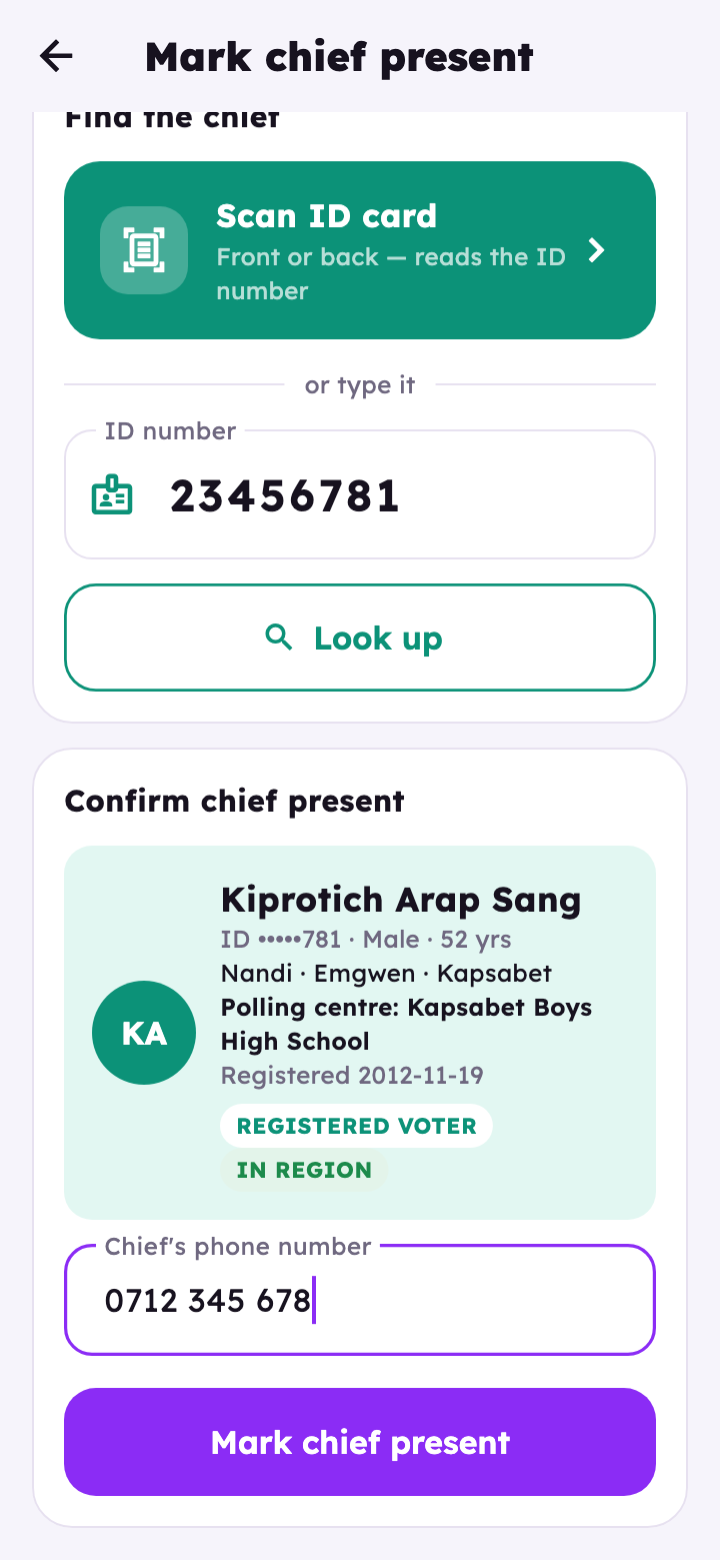 Mark chief present
Find the chief
Scan ID card
Front or back — reads the ID
number
or type it
ID number
23456781
Look up
Confirm chief present
Kiprotich Arap Sang
ID •••••781 · Male · 52 yrs
Nandi · Emgwen · Kapsabet
Polling centre: Kapsabet Boys
High School
KA
Registered 2012-11-19
REGISTERED VOTER
IN REGION
Chief's phone number
0712 345 678
Mark chief present